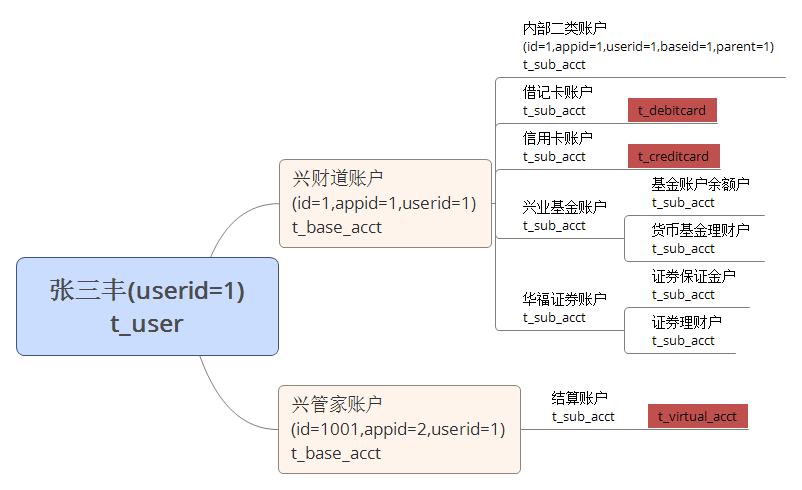 张三丰(userid=1)
t_user
兴财道账户
(id=1,appid=1,userid=1)
t_base_acct
内部二类账户
(id=1,appid=1,userid=1,baseid=1,parent=1)
t_sub_acct
借记卡账户
t_sub_acct
t_debitcard
信用卡账户
t_sub_acct
t_creditcard
兴业基金账户
t_sub_acct
基金账户余额户
t_sub_acct
货币基金理财户
t_sub_acct
华福证券账户
t_sub_acct
证券保证金户
t_sub_acct
证券理财户
t_sub_acct
兴管家账户
(id=1001,appid=2,userid=1)
t_base_acct
结算账户
t_sub_acct
t_virtual_acct